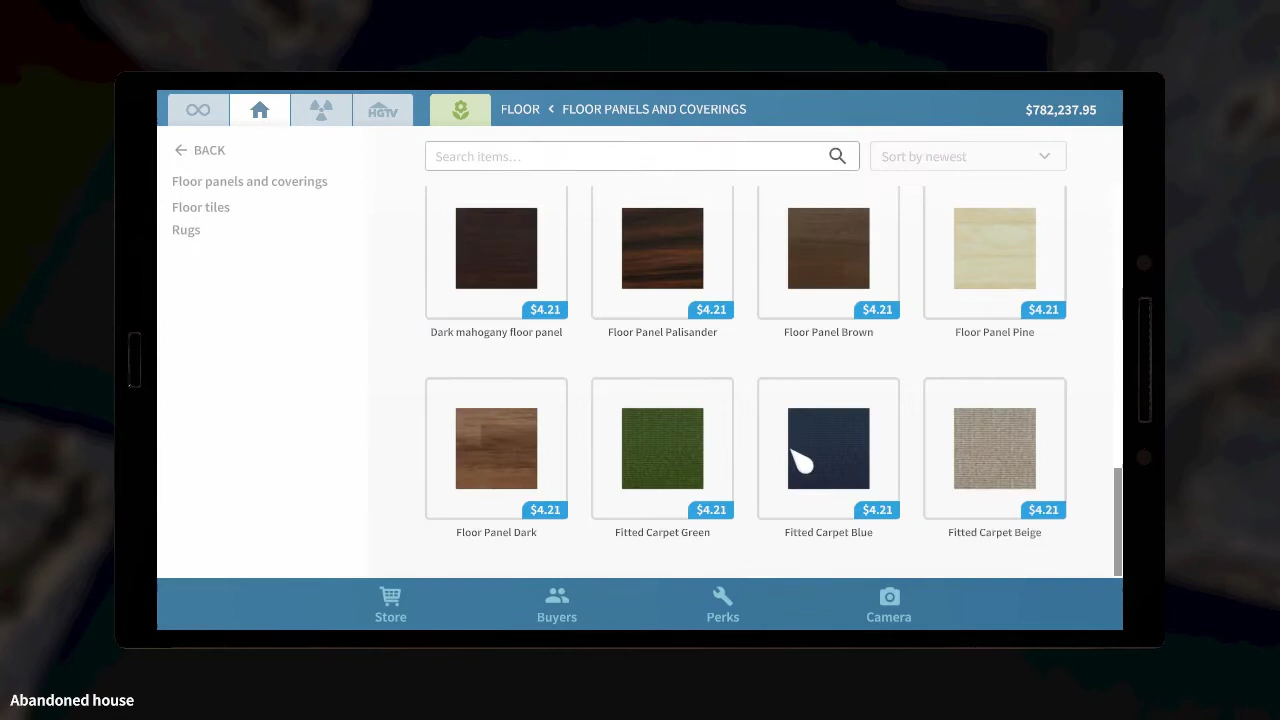 HGTV
FLOOR < FLOOR PANELS AND COVERINGS
$782,237.95
BACK
Search items...
Sort by newest
Floor panels and coverings
Floor tiles
Rugs
$4.21 $4.21 $4.21 $4.21
Dark mahogany floor panel Floor Panel Palisander Floor Panel Brown Floor Panel Pine
$4.21 $4.21 $4.21 $4.21
Floor Panel Dark Fitted Carpet Green Fitted Carpet Blue Fitted Carpet Beige
Store Buyers Perks Camera
Abandoned house